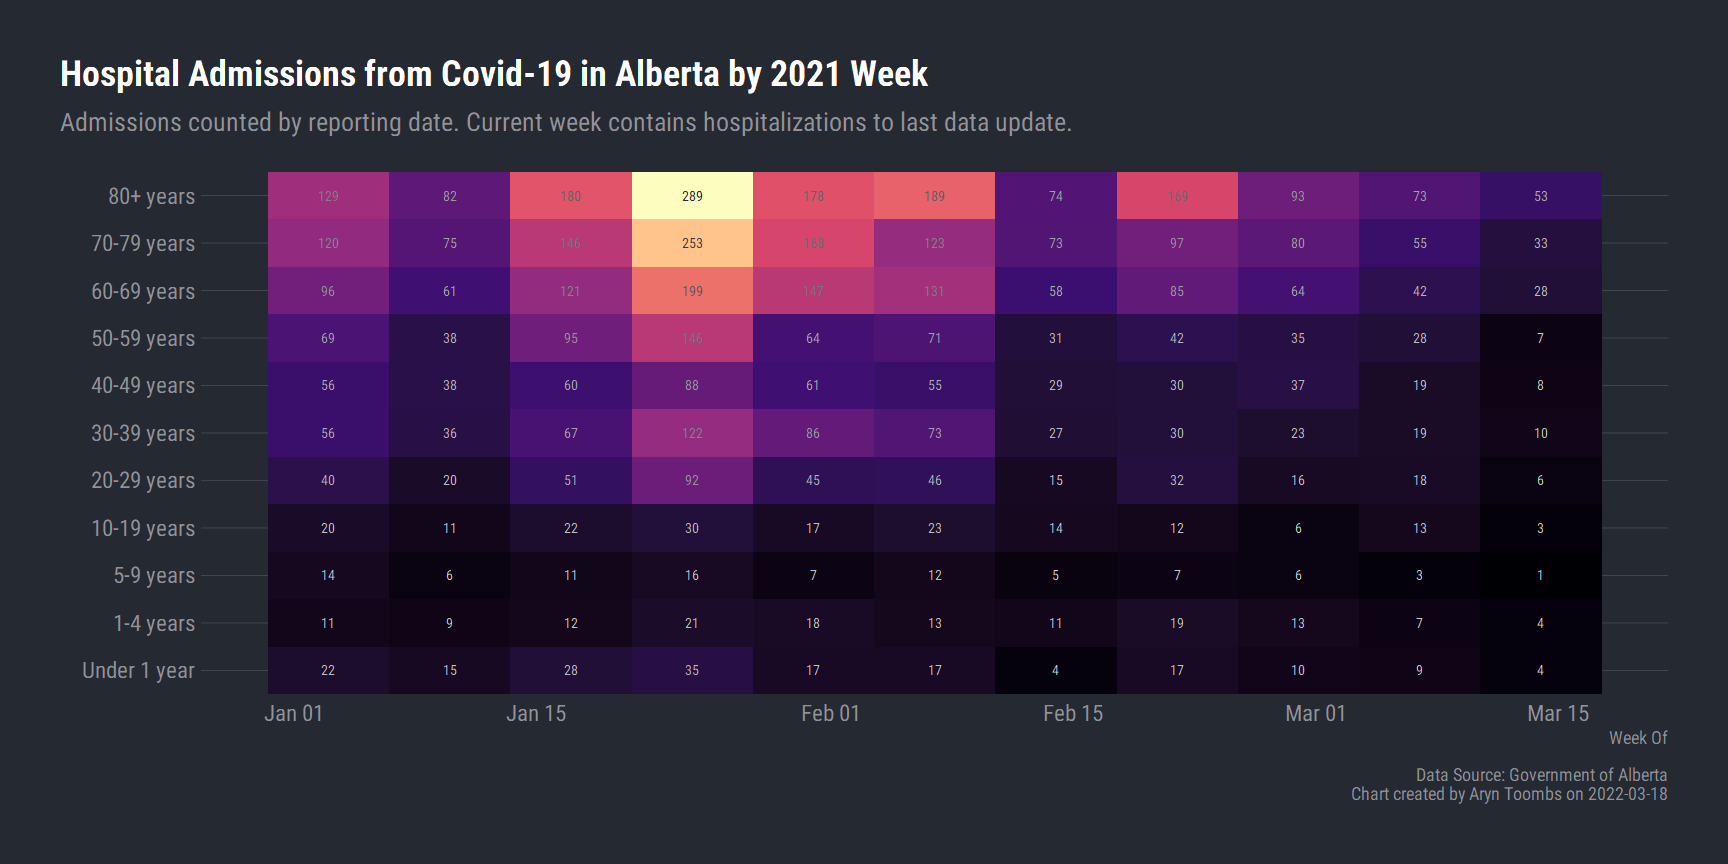 Hospital Admissions from Covid-19 in Alberta by 2021 Week
Admissions counted by reporting date. Current week contains hospitalizations to last data update.
80+ years 129 82 180 289 178 189 74 169 93 73 53
70-79 years 120 75 146 253 168 123 73 97 80 55 33
60-69 years 96 61 121 199 147 131 58 85 64 42 28
50-59 years 69 38 95 146 64 71 31 42 35 28 7
40-49 years 56 38 60 88 61 55 29 30 37 19 8
30-39 years 56 36 67 122 86 73 27 30 23 19 10
20-29 years 40 20 51 92 45 46 15 32 16 18 6
10-19 years 20 11 22 30 17 23 14 12 6 13 3
5-9 years 14 6 11 16 7 12 5 7 6 3 1
1-4 years 11 9 12 21 18 13 11 19 13 7 4
Under 1 year 22 15 28 35 17 17 4 17 10 9 4
Jan 01 Jan 15 Feb 01 Feb 15 Mar 01 Mar 15
Week Of
Data Source: Government of Alberta
Chart created by Aryn Toombs on 2022-03-18